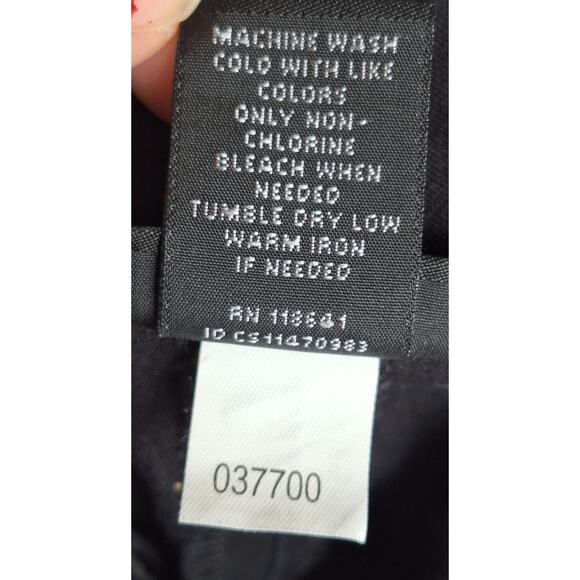 MACHINE WASH
COLD WITH LIKE
COLORS
ONLY NON-
CHLORINE
BLEACH WHEN
NEEDED
TUMBLE DRY LOW
WARM IRON
IF NEEDED
RN 118641
ID CS11470983
037700